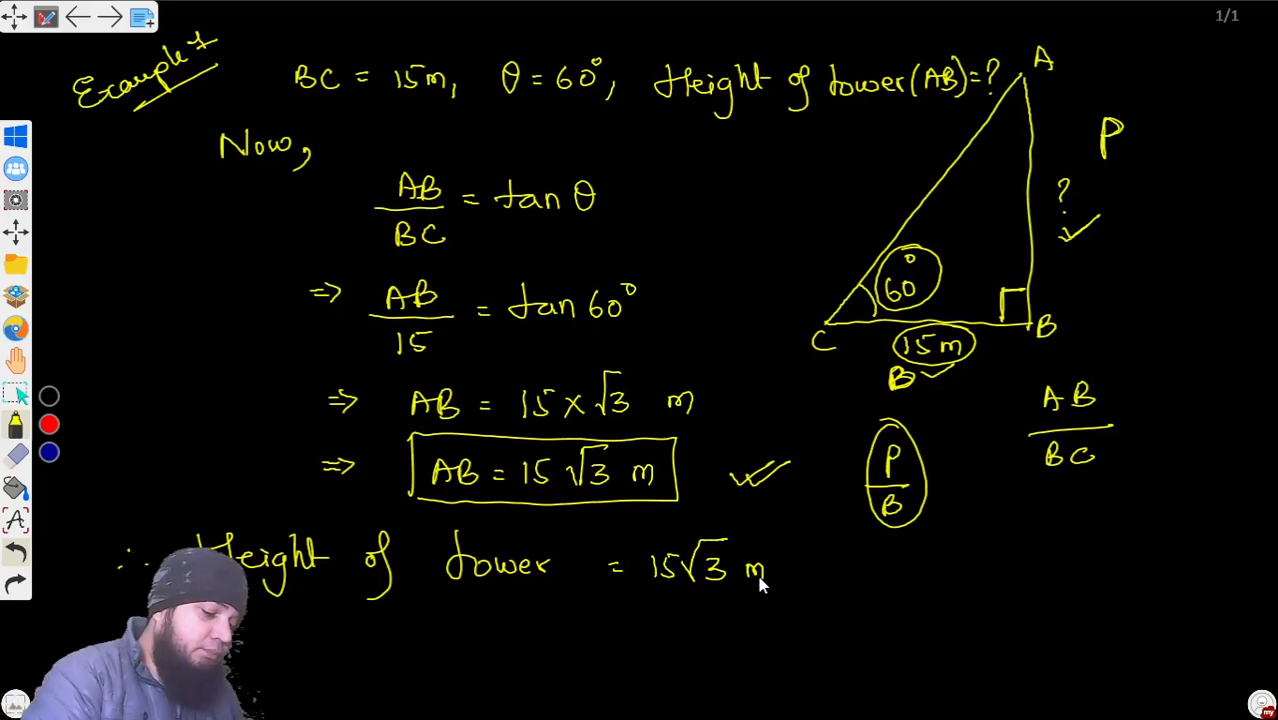 1/1
Example 1
BC = 15m, θ = 60°, Height of tower (AB) = ?
Now,
AB/BC = tan θ
=> AB/15 = tan 60°
=> AB = 15 × √3 m
=> AB = 15 √3 m
∴ Height of tower = 15√3 m
A
P
?
60°
C
15m
B
B
P/B
AB/BC
my